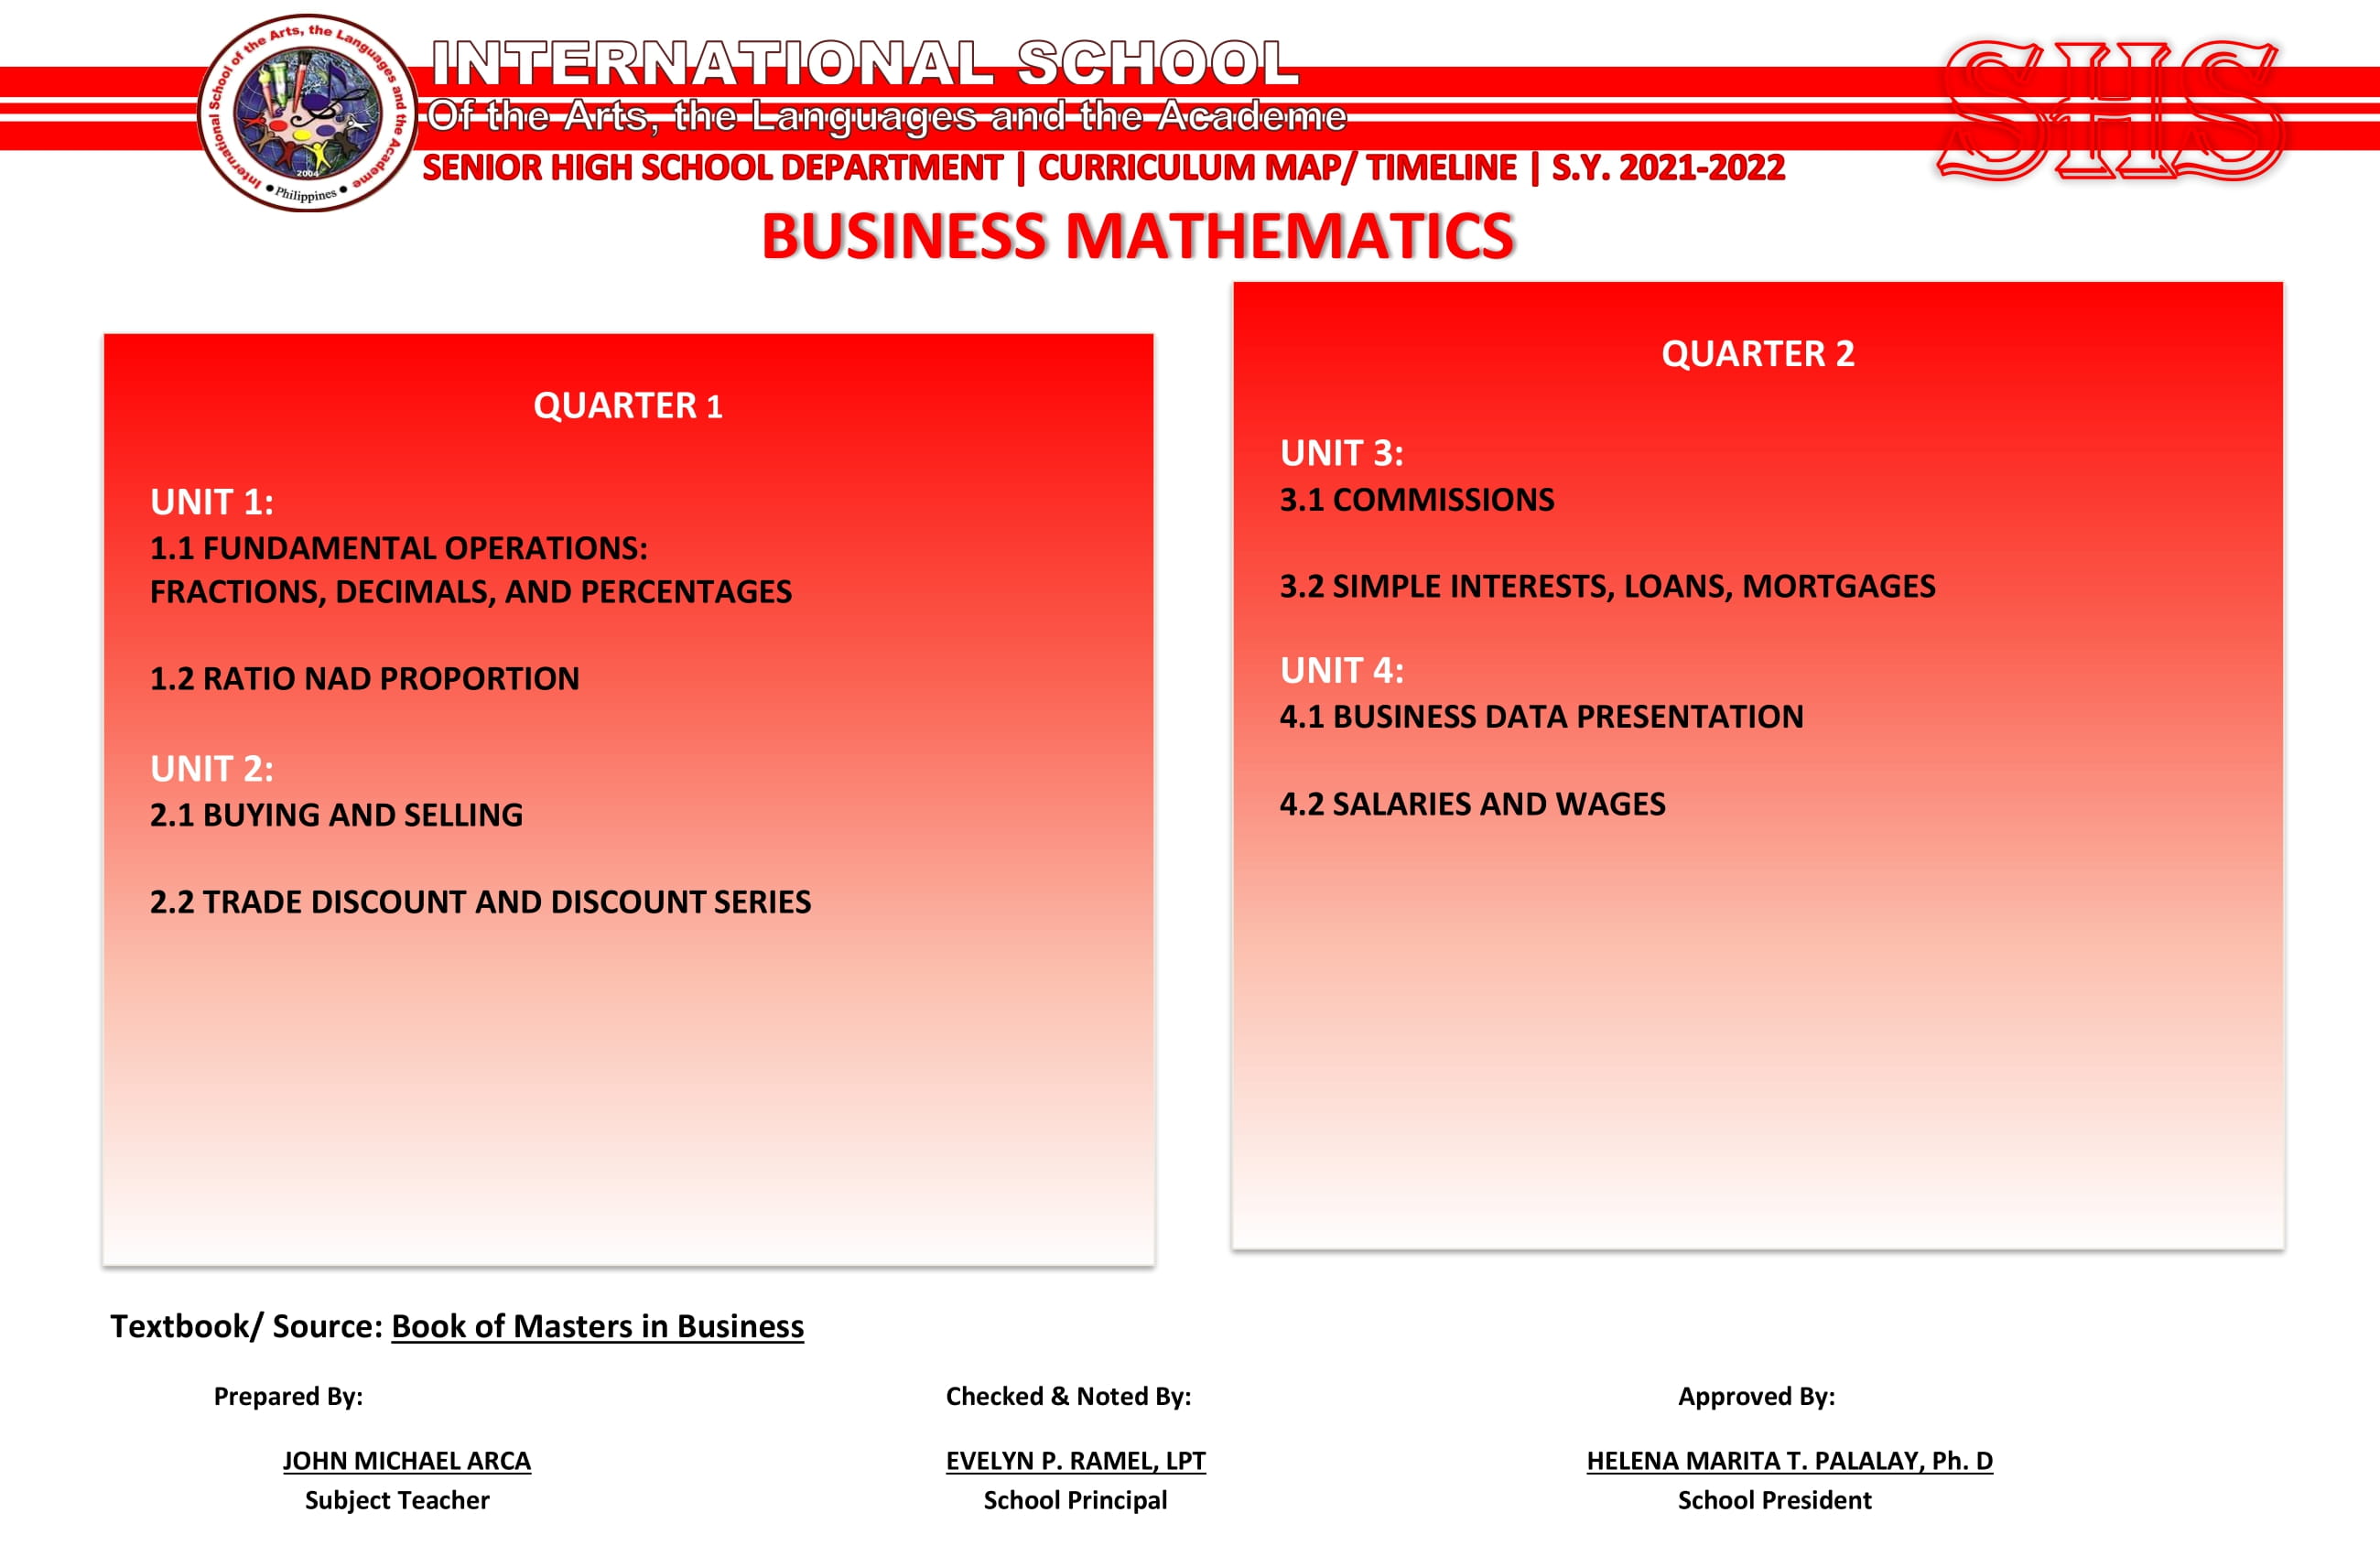 International School of the Arts, the Languages and the Academe
2004
Philippines
INTERNATIONAL SCHOOL
Of the Arts, the Languages and the Academe
SHS
SENIOR HIGH SCHOOL DEPARTMENT | CURRICULUM MAP/ TIMELINE | S.Y. 2021-2022
BUSINESS MATHEMATICS
QUARTER 1
UNIT 1:
1.1 FUNDAMENTAL OPERATIONS:
FRACTIONS, DECIMALS, AND PERCENTAGES
1.2 RATIO NAD PROPORTION
UNIT 2:
2.1 BUYING AND SELLING
2.2 TRADE DISCOUNT AND DISCOUNT SERIES
QUARTER 2
UNIT 3:
3.1 COMMISSIONS
3.2 SIMPLE INTERESTS, LOANS, MORTGAGES
UNIT 4:
4.1 BUSINESS DATA PRESENTATION
4.2 SALARIES AND WAGES
Textbook/ Source: Book of Masters in Business
Prepared By:
Checked & Noted By:
Approved By:
JOHN MICHAEL ARCA
EVELYN P. RAMEL, LPT
HELENA MARITA T. PALALAY, Ph. D
Subject Teacher
School Principal
School President